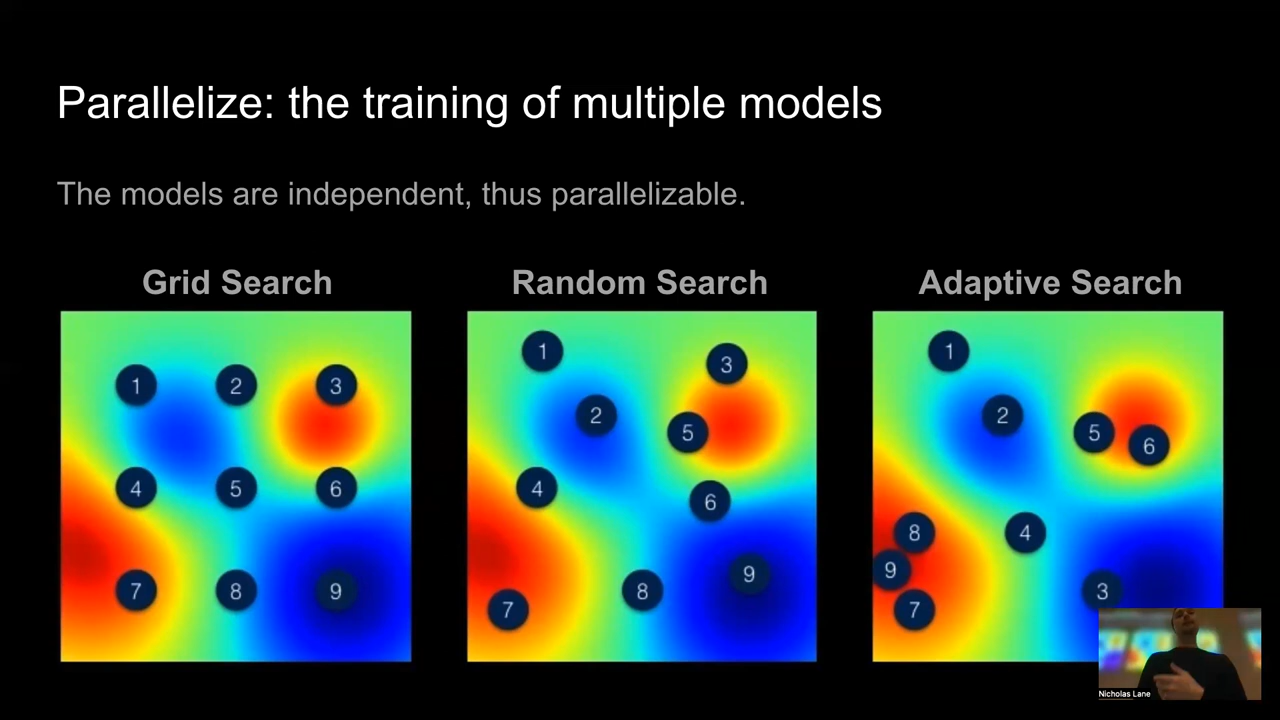 Parallelize: the training of multiple models
The models are independent, thus parallelizable.
Grid Search
1 2 3
4 5 6
7 8 9
Random Search
1
3
2
5
4
6
9
8
7
Adaptive Search
1
2
5
6
8
4
9
3
7
Nicholas Lane